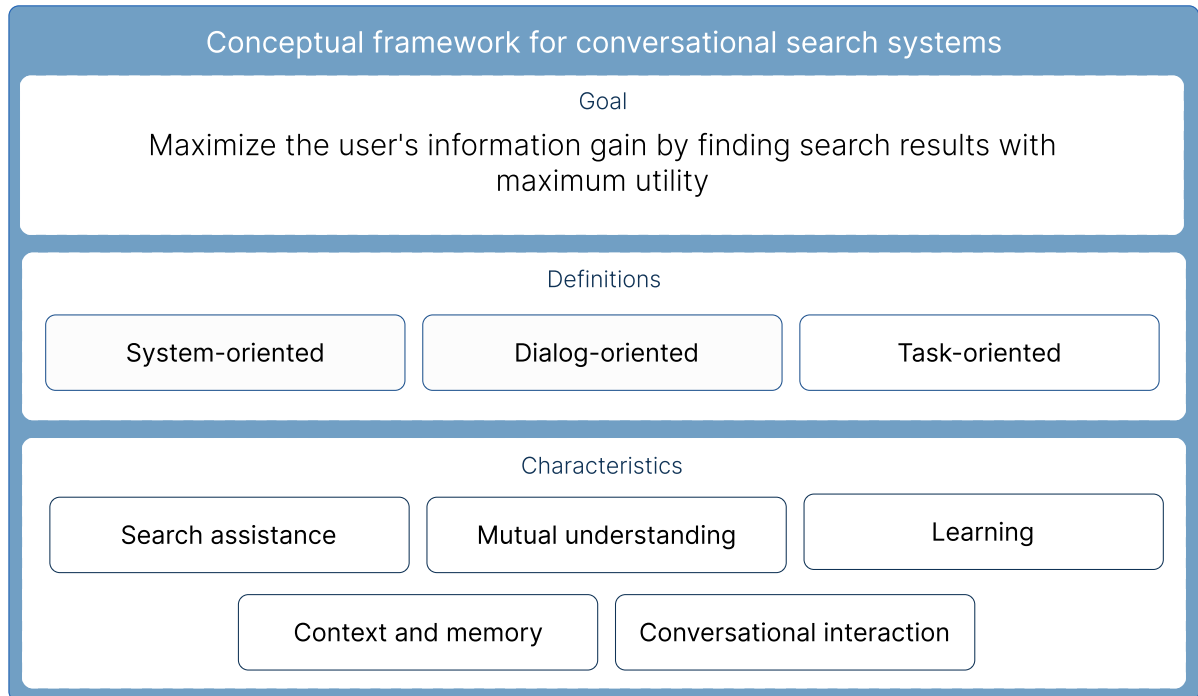 Conceptual framework for conversational search systems
Goal
Maximize the user's information gain by finding search results with
maximum utility
Definitions
System-oriented
Dialog-oriented
Task-oriented
Characteristics
Search assistance
Mutual understanding
Learning
Context and memory
Conversational interaction